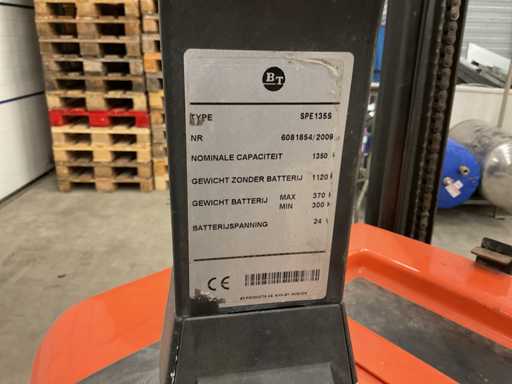 BT
TYPE SPE135S
NR 6081854/2009
NOMINALE CAPACITEIT 1350 k
GEWICHT ZONDER BATTERIJ 1120 k
GEWICHT BATTERIJ MAX 370 k
MIN 300 k
BATTERIJSPANNING 24 V
CE